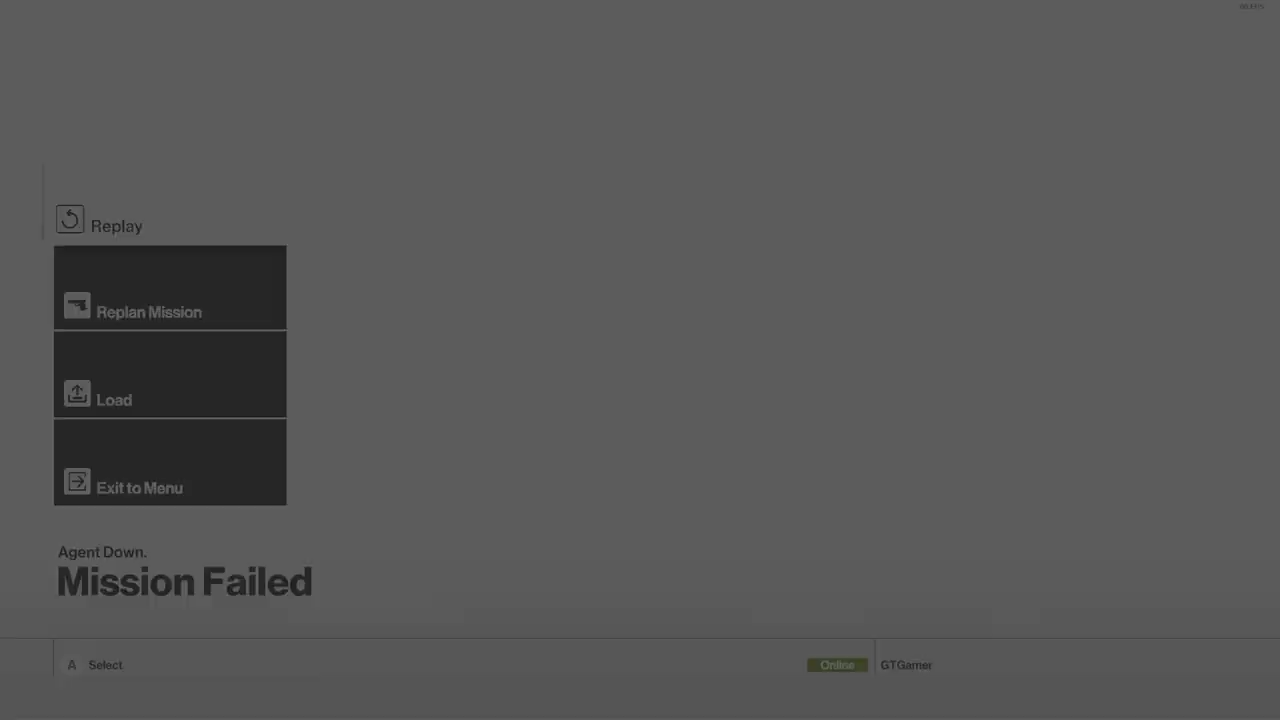 Replay
Replan Mission
Load
Exit to Menu
Agent Down.
Mission Failed
A Select
Online
GTGamer